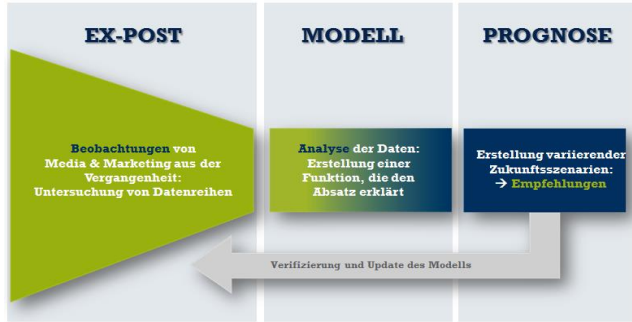 EX-POST
MODELL
PROGNOSE
Beobachtungen von
Media & Marketing aus der
Vergangenheit:
Untersuchung von Datenreihen
Analyse der Daten:
Erstellung einer
Funktion, die den
Absatz erklärt
Erstellung variierender
Zukunftsszenarien:
→ Empfehlungen
Verifizierung und Update des Modells